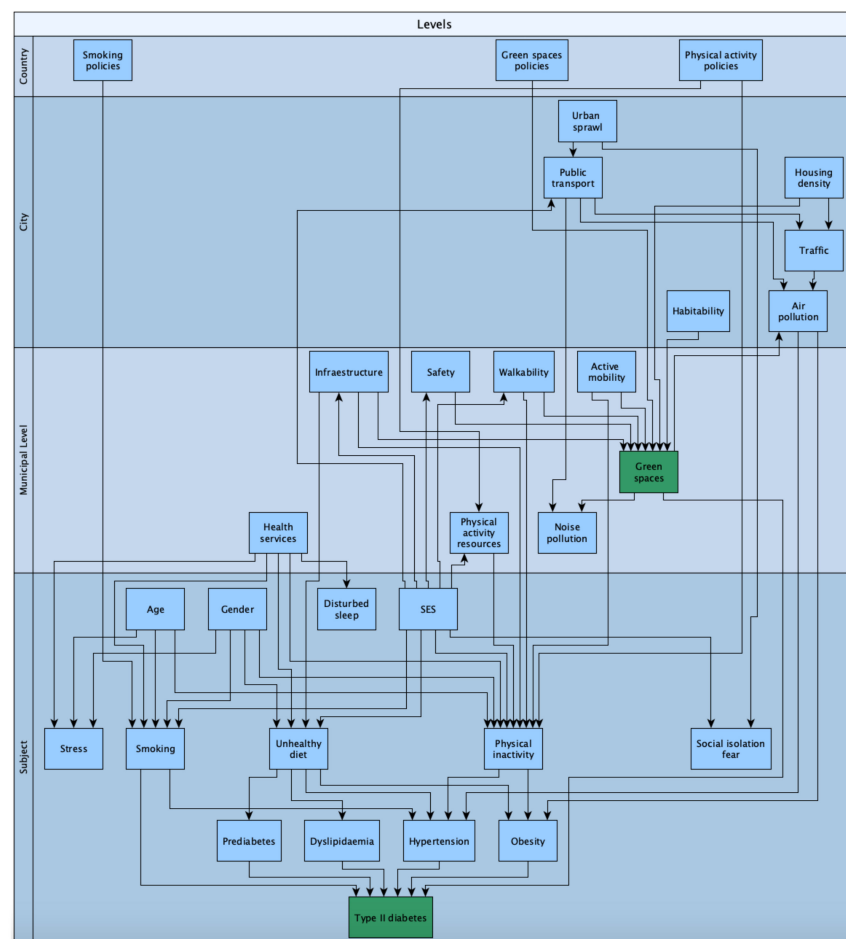 Levels
Country
Smoking
policies
Green spaces
policies
Physical activity
policies
City
Urban
sprawl
Public
transport
Housing
density
Traffic
Habitability
Air
pollution
Municipal Level
Infraestructure
Safety
Walkability
Active
mobility
Green
spaces
Health
services
Physical
activity
resources
Noise
pollution
Subject
Age
Gender
Disturbed
sleep
SES
Stress
Smoking
Unhealthy
diet
Physical
inactivity
Social isolation
fear
Prediabetes
Dyslipidaemia
Hypertension
Obesity
Type II diabetes